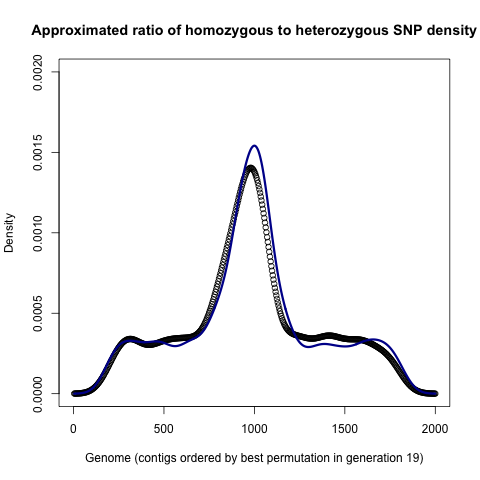 Approximated ratio of homozygous to heterozygous SNP density
0.0020
0.0015
0.0010
0.0005
0.0000
Density
0 500 1000 1500 2000
Genome (contigs ordered by best permutation in generation 19)